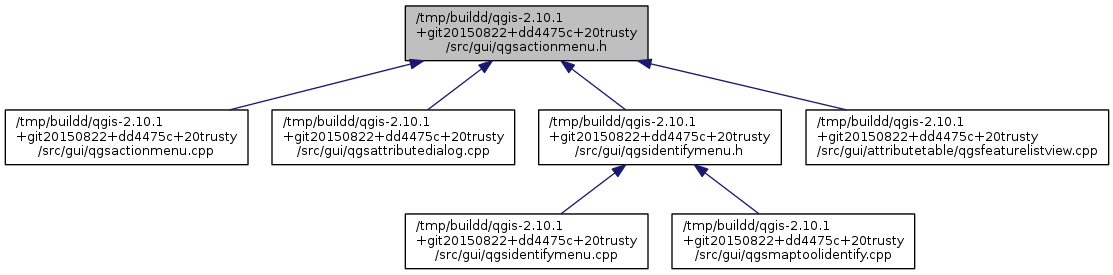 /tmp/buildd/qgis-2.10.1
+git20150822+dd4475c+20trusty
/src/gui/qgsactionmenu.h
/tmp/buildd/qgis-2.10.1
+git20150822+dd4475c+20trusty
/src/gui/qgsactionmenu.cpp
/tmp/buildd/qgis-2.10.1
+git20150822+dd4475c+20trusty
/src/gui/qgsattributedialog.cpp
/tmp/buildd/qgis-2.10.1
+git20150822+dd4475c+20trusty
/src/gui/qgsidentifymenu.h
/tmp/buildd/qgis-2.10.1
+git20150822+dd4475c+20trusty
/src/gui/attributetable/qgsfeaturelistview.cpp
/tmp/buildd/qgis-2.10.1
+git20150822+dd4475c+20trusty
/src/gui/qgsidentifymenu.cpp
/tmp/buildd/qgis-2.10.1
+git20150822+dd4475c+20trusty
/src/gui/qgsmaptoolidentify.cpp